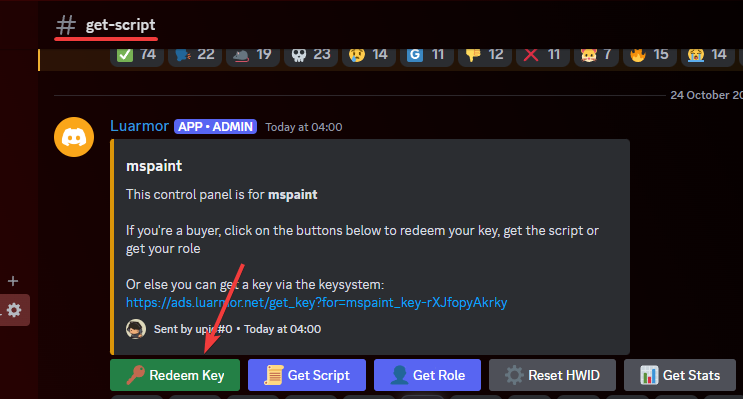 # get-script
74 22 19 23 14 11 12 11 7 15 14
24 October 20
Luarmor APP • ADMIN Today at 04:00
mspaint
This control panel is for mspaint
If you're a buyer, click on the buttons below to redeem your key, get the script or
get your role
Or else you can get a key via the keysystem:
https://ads.luarmor.net/get_key?for=mspaint_key-rXJfopyAkrky
Sent by upio#0 • Today at 04:00
Redeem Key Get Script Get Role Reset HWID Get Stats